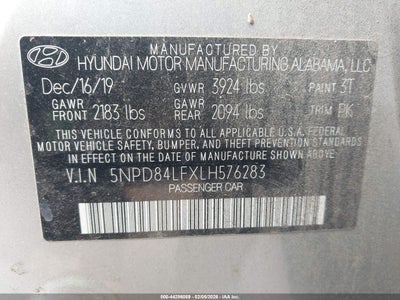 MANUFACTURED BY
HYUNDAI MOTOR MANUFACTURING ALABAMA, LLC
Dec/16/19 GVWR 3924 lbs PAINT 3T
GAWR FRONT 2183 lbs GAWR REAR 2094 lbs TRIM PK
THIS VEHICLE CONFORMS TO ALL APPLICABLE U.S.A. FEDERAL
MOTOR VEHICLE SAFETY, BUMPER, AND THEFT PREVENTION
STANDARDS IN EFFECT ON THE DATE OF MANUFACTURE SHOWN ABOVE.
V.I.N 5NPD84LFXLH576283
PASSENGER CAR